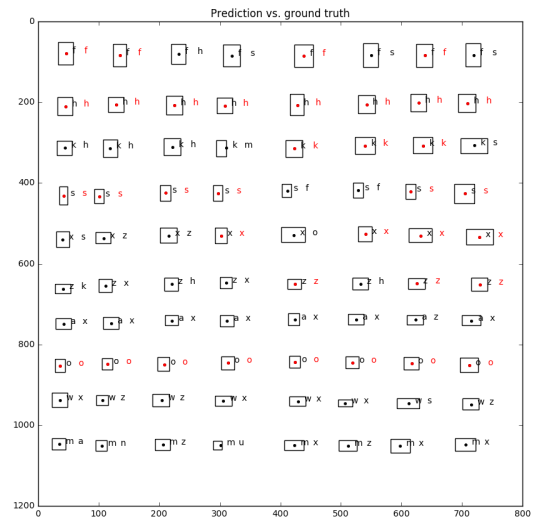 Prediction vs. ground truth
0
f f f f f h f s f f f s f f f s
200
h h h h h h h h h h h h h h h h
k h k h k h k m k k k k k k k s
400
s s s s s s s s s f s f s s s s
x s x z x z x x x o x x x x x x
600
z k z x z h z x z z z h z z z z
a x a x a x a x a x a x a z a x
800
o o o o o o o o o o o o o o o o
w x w z w z w x w x w x w s w z
1000
m a m n m z m u m x m z m x m x
1200
0 100 200 300 400 500 600 700 800